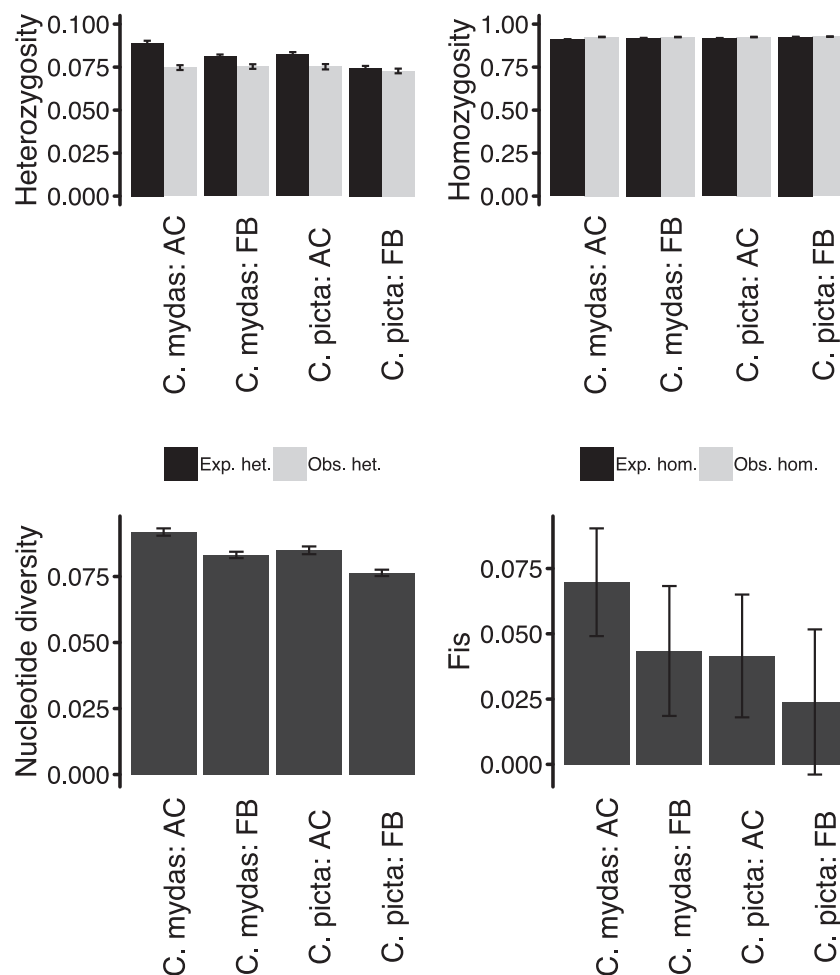 Heterozygosity
0.100
0.075
0.050
0.025
0.000
C. mydas: AC
C. mydas: FB
C. picta: AC
C. picta: FB
Exp. het.
Obs. het.
Homozygosity
1.00
0.75
0.50
0.25
0.00
C. mydas: AC
C. mydas: FB
C. picta: AC
C. picta: FB
Exp. hom.
Obs. hom.
Nucleotide diversity
0.075
0.050
0.025
0.000
C. mydas: AC
C. mydas: FB
C. picta: AC
C. picta: FB
Fis
0.075
0.050
0.025
0.000
C. mydas: AC
C. mydas: FB
C. picta: AC
C. picta: FB